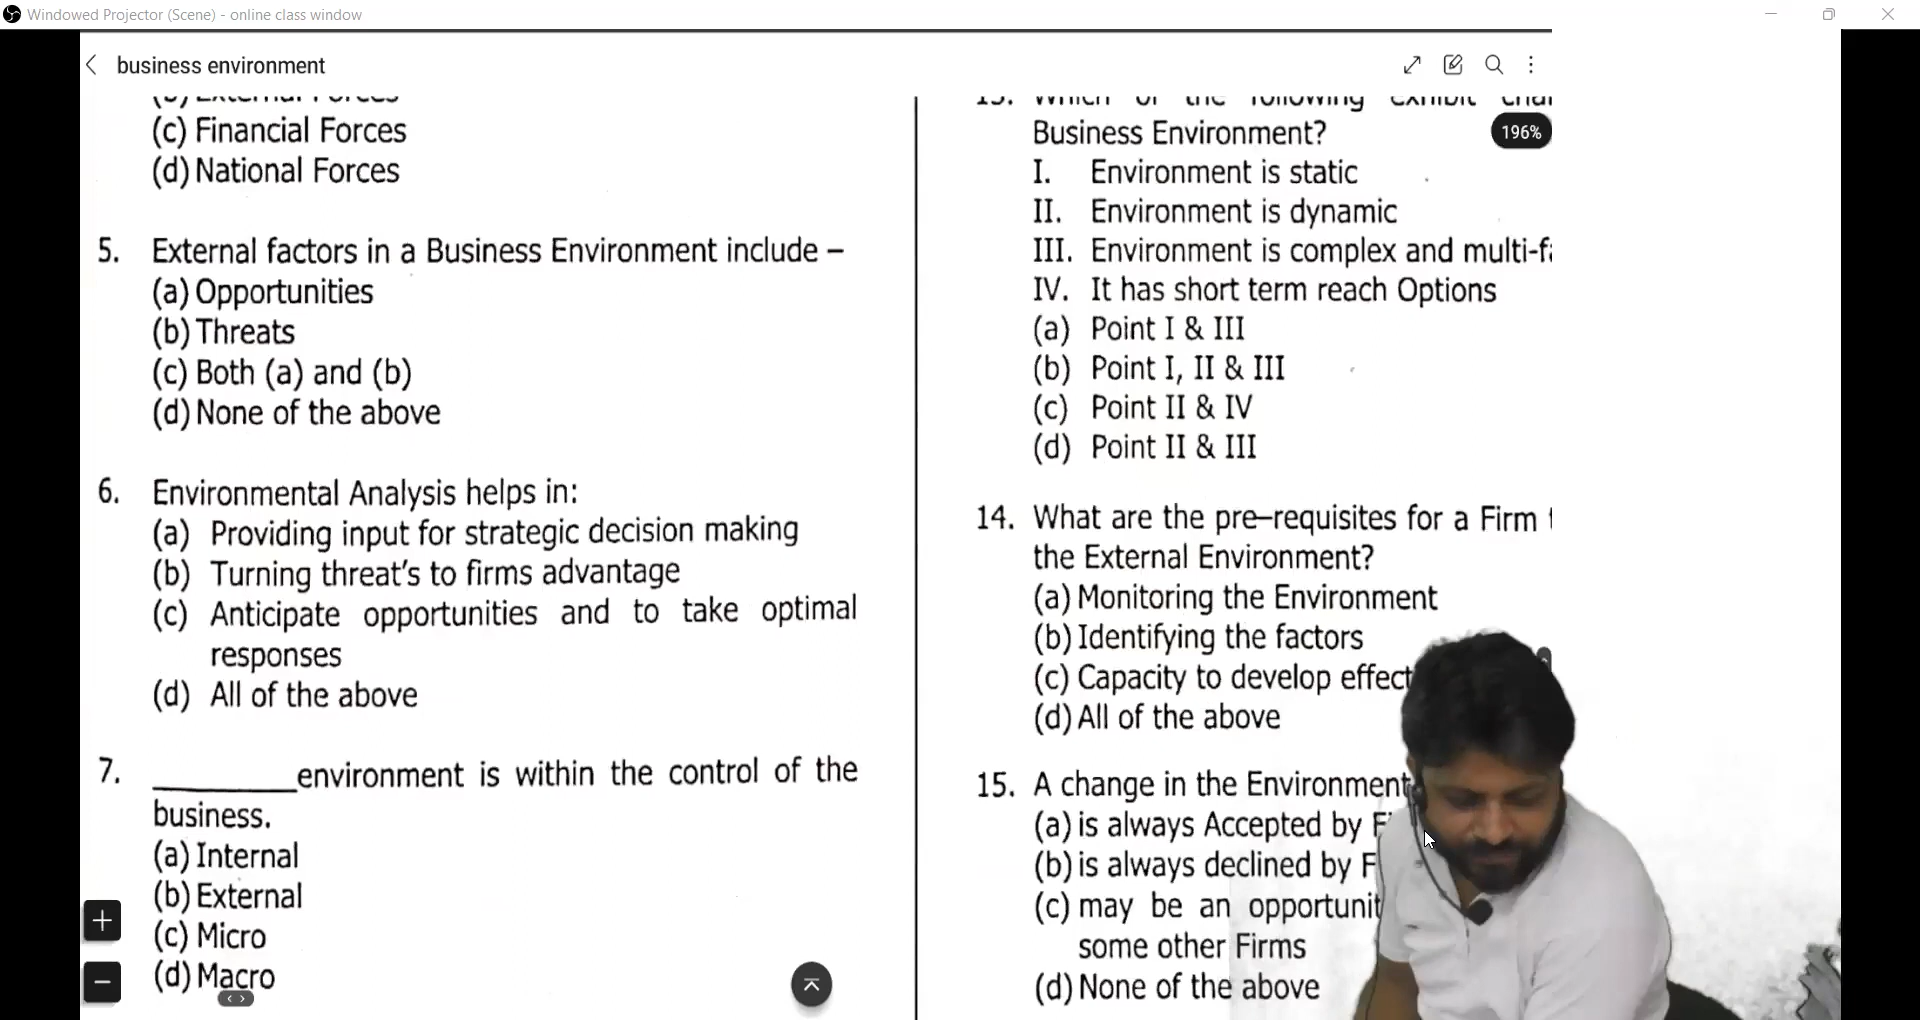 Windowed Projector (Scene) - online class window
business environment
(c) Financial Forces
(d) National Forces
5. External factors in a Business Environment include –
(a) Opportunities
(b) Threats
(c) Both (a) and (b)
(d) None of the above
6. Environmental Analysis helps in:
(a) Providing input for strategic decision making
(b) Turning threat's to firms advantage
(c) Anticipate opportunities and to take optimal
responses
(d) All of the above
7. ________environment is within the control of the
business.
(a) Internal
(b) External
(c) Micro
(d) Macro
13. Which of the following exhibit
Business Environment?
196%
I. Environment is static
II. Environment is dynamic
III. Environment is complex and
IV. It has short term reach Options
(a) Point I & III
(b) Point I, II & III
(c) Point II & IV
(d) Point II & III
14. What are the pre–requisites for a Firm
the External Environment?
(a) Monitoring the Environment
(b) Identifying the factors
(c) Capacity to develop
(d) All of the above
15. A change in the Environment
(a) is always Accepted by
(b) is always declined by
(c) may be an
some other Firms
(d) None of the above